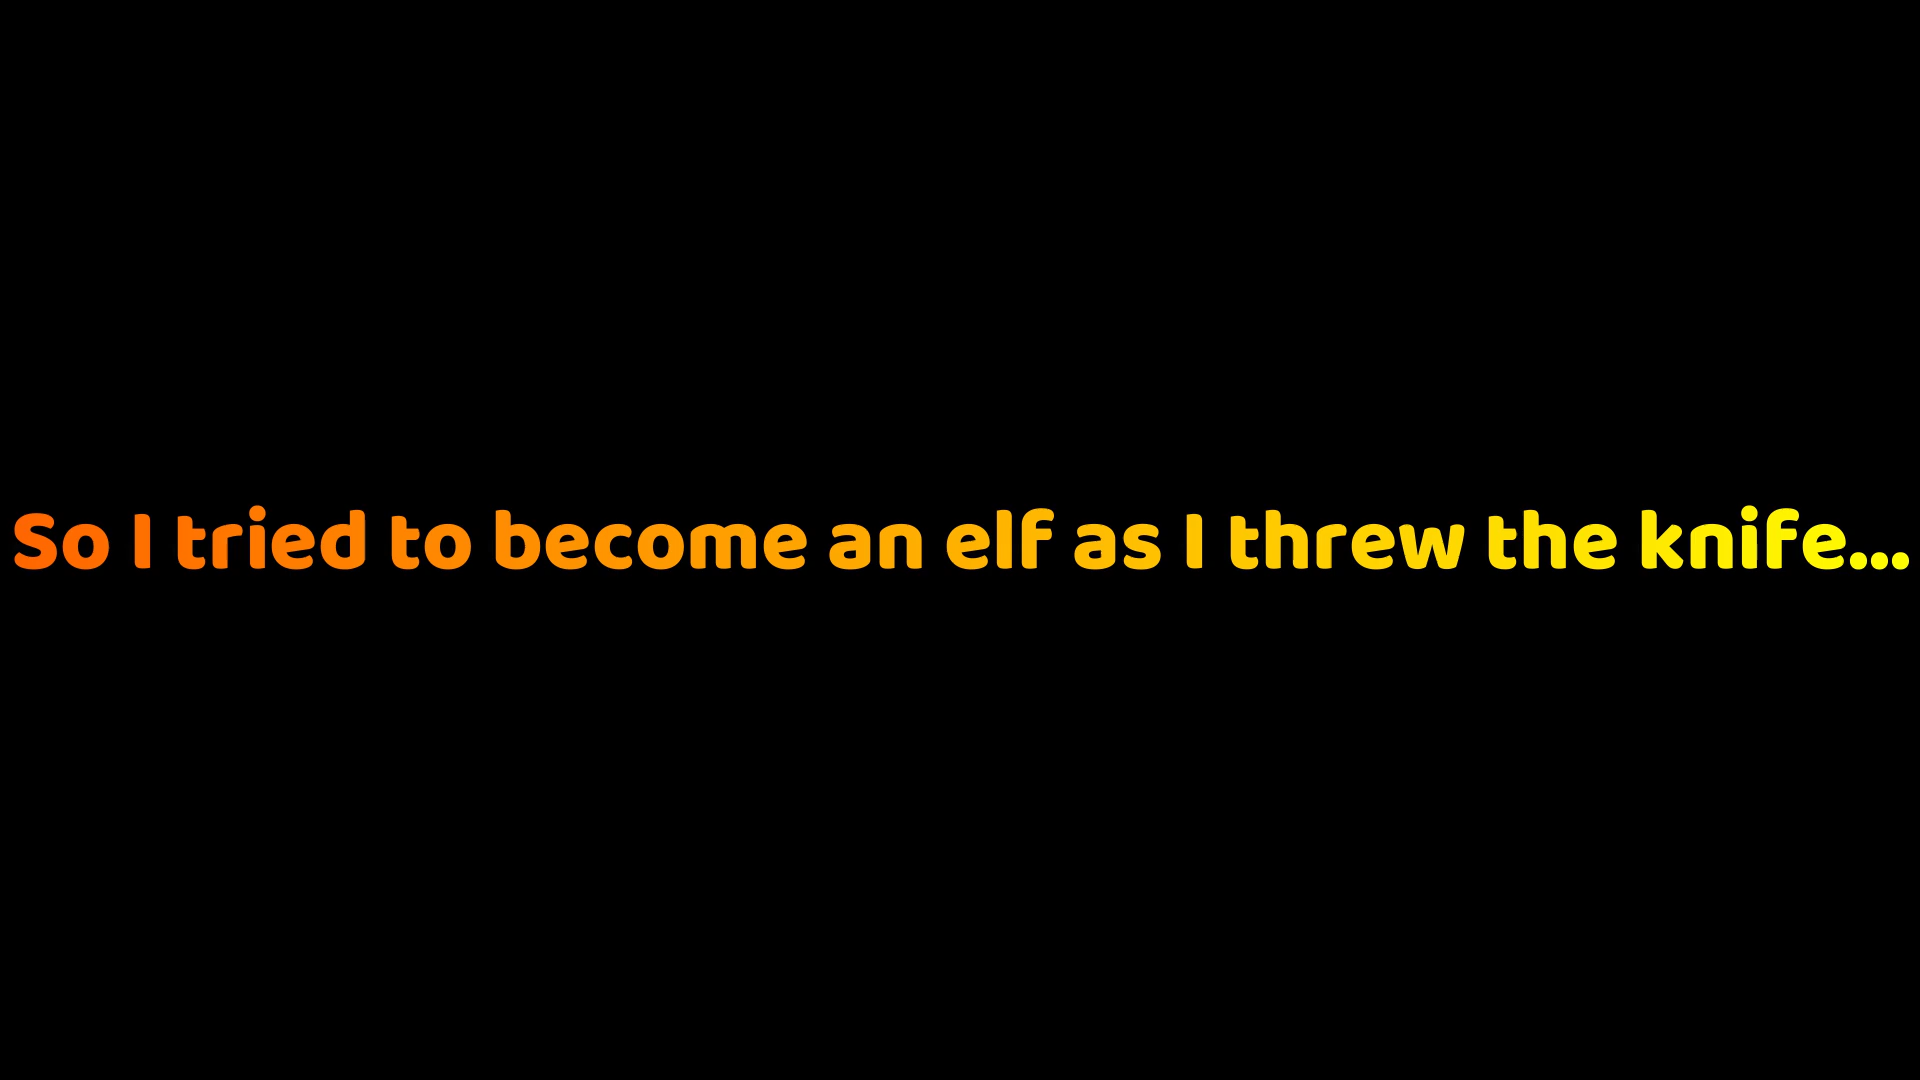 So I tried to become an elf as I threw the knife...